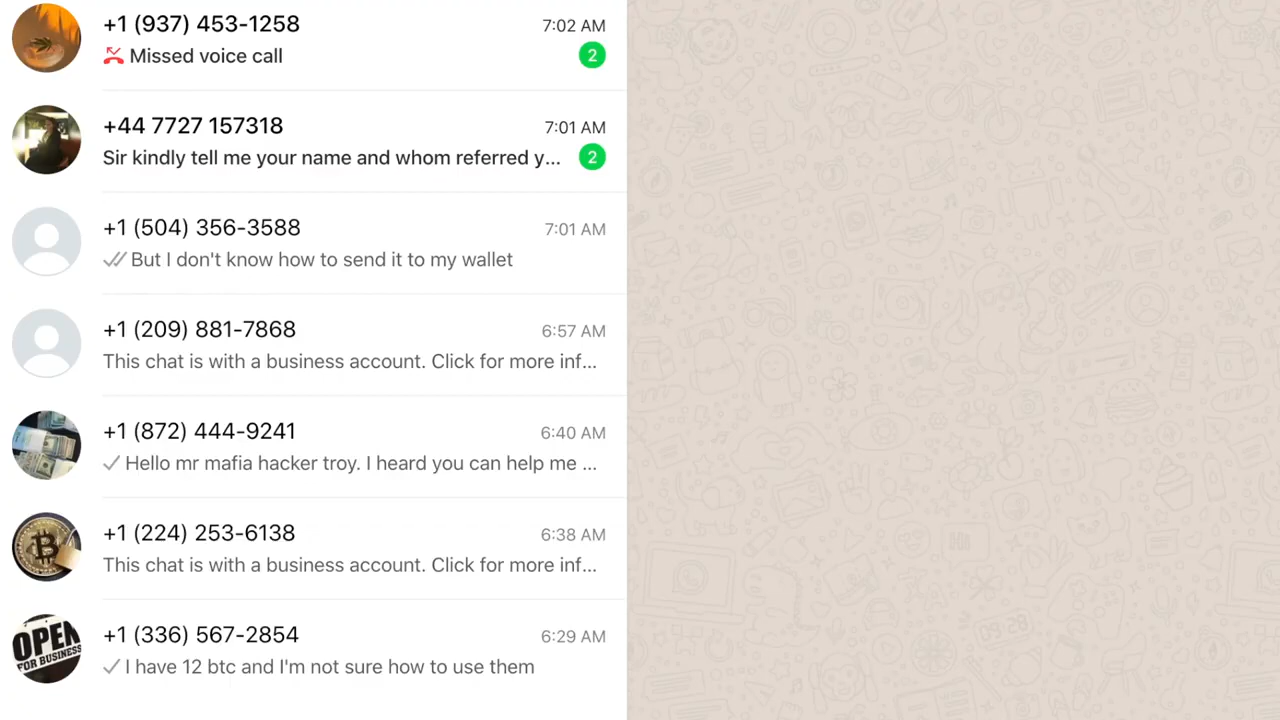 +1 (937) 453-1258 7:02 AM
Missed voice call 2
+44 7727 157318 7:01 AM
Sir kindly tell me your name and whom referred y... 2
+1 (504) 356-3588 7:01 AM
But I don't know how to send it to my wallet
+1 (209) 881-7868 6:57 AM
This chat is with a business account. Click for more inf...
+1 (872) 444-9241 6:40 AM
Hello mr mafia hacker troy. I heard you can help me ...
+1 (224) 253-6138 6:38 AM
This chat is with a business account. Click for more inf...
OPEN
FOR BUSINESS
+1 (336) 567-2854 6:29 AM
I have 12 btc and I'm not sure how to use them
Hi
09:28